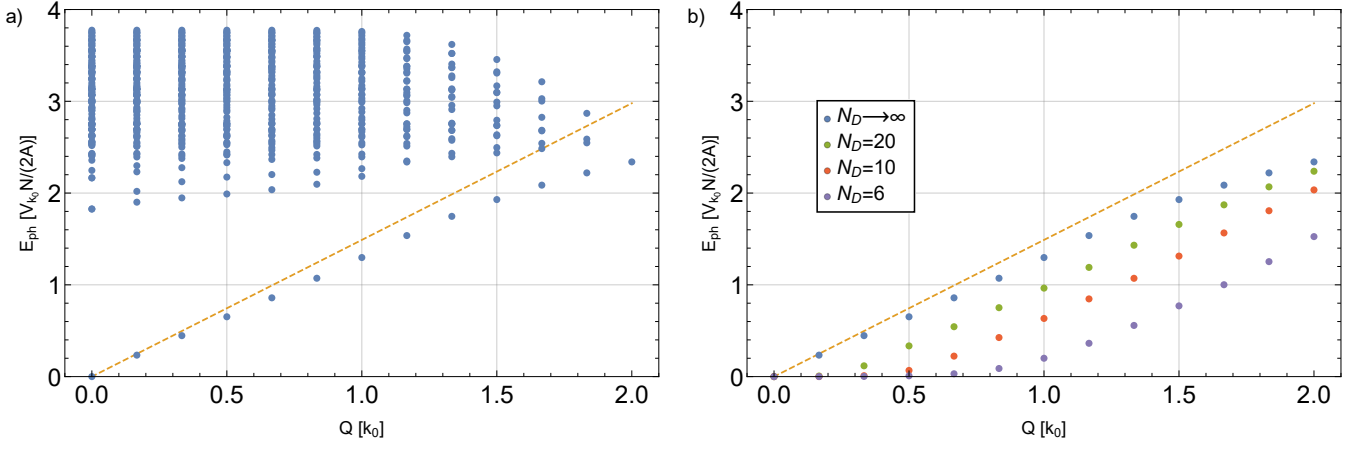 a)
4
3
2
1
0
E_ph [V_k₀ N/(2A)]
0.0 0.5 1.0 1.5 2.0
Q [k₀]
b)
4
3
2
1
0
E_ph [V_k₀ N/(2A)]
N_D⟶∞
N_D=20
N_D=10
N_D=6
0.0 0.5 1.0 1.5 2.0
Q [k₀]